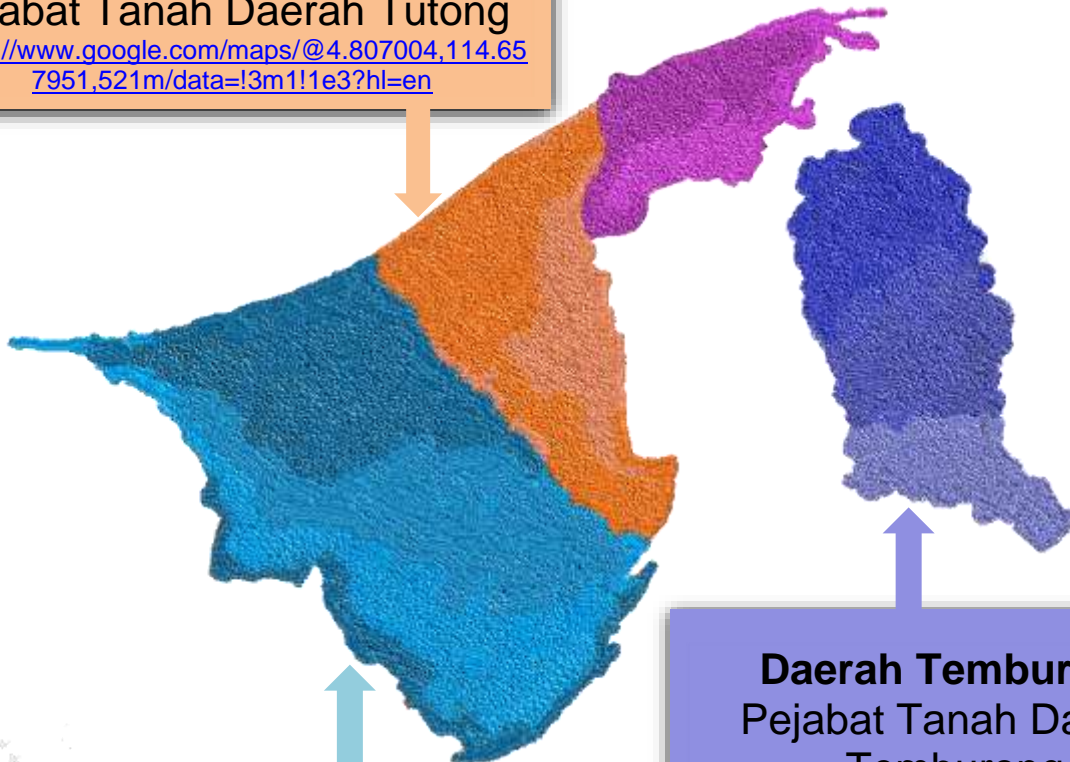 abat Tanah Daerah Tutong
//www.google.com/maps/@4.807004,114.65
7951,521m/data=!3m1!1e3?hl=en
Daerah Tembur
Pejabat Tanah Da
Temburong